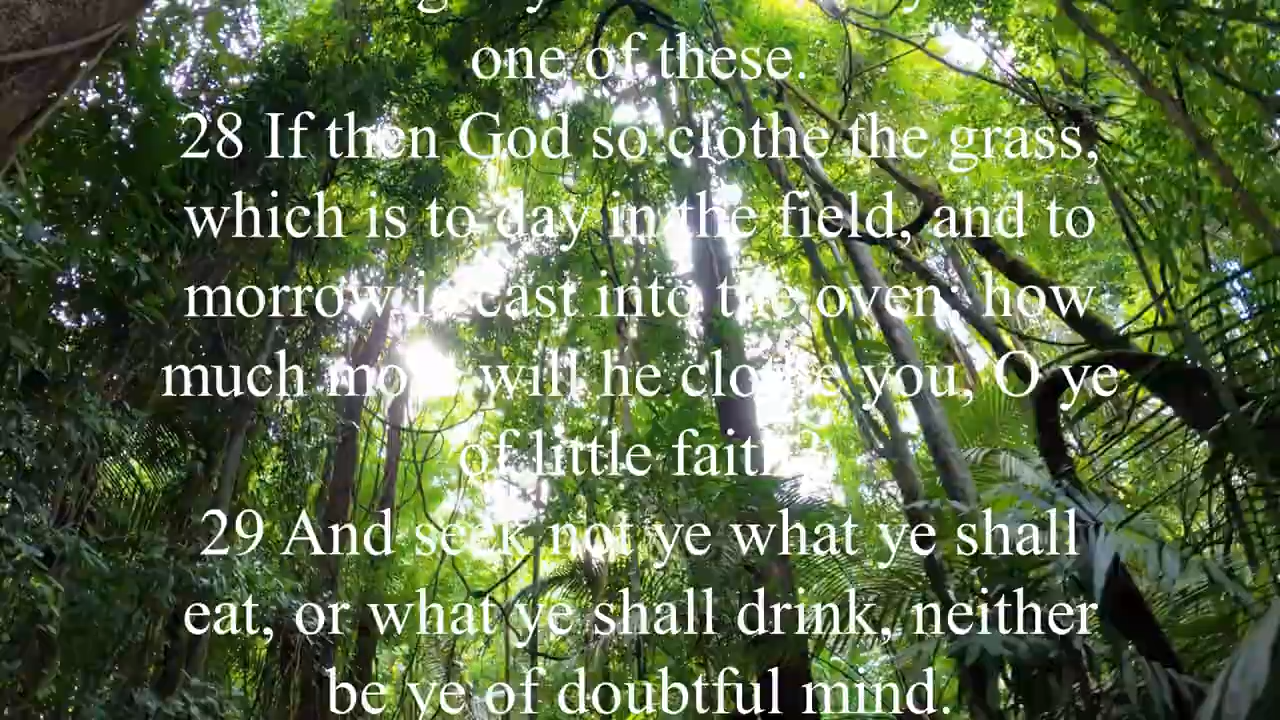 one of these.
28 If then God so clothe the grass,
which is to day in the field, and to
morrow is cast into the oven; how
much more will he clothe you, O ye
of little faith?
29 And seek not ye what ye shall
eat, or what ye shall drink, neither
be ye of doubtful mind.